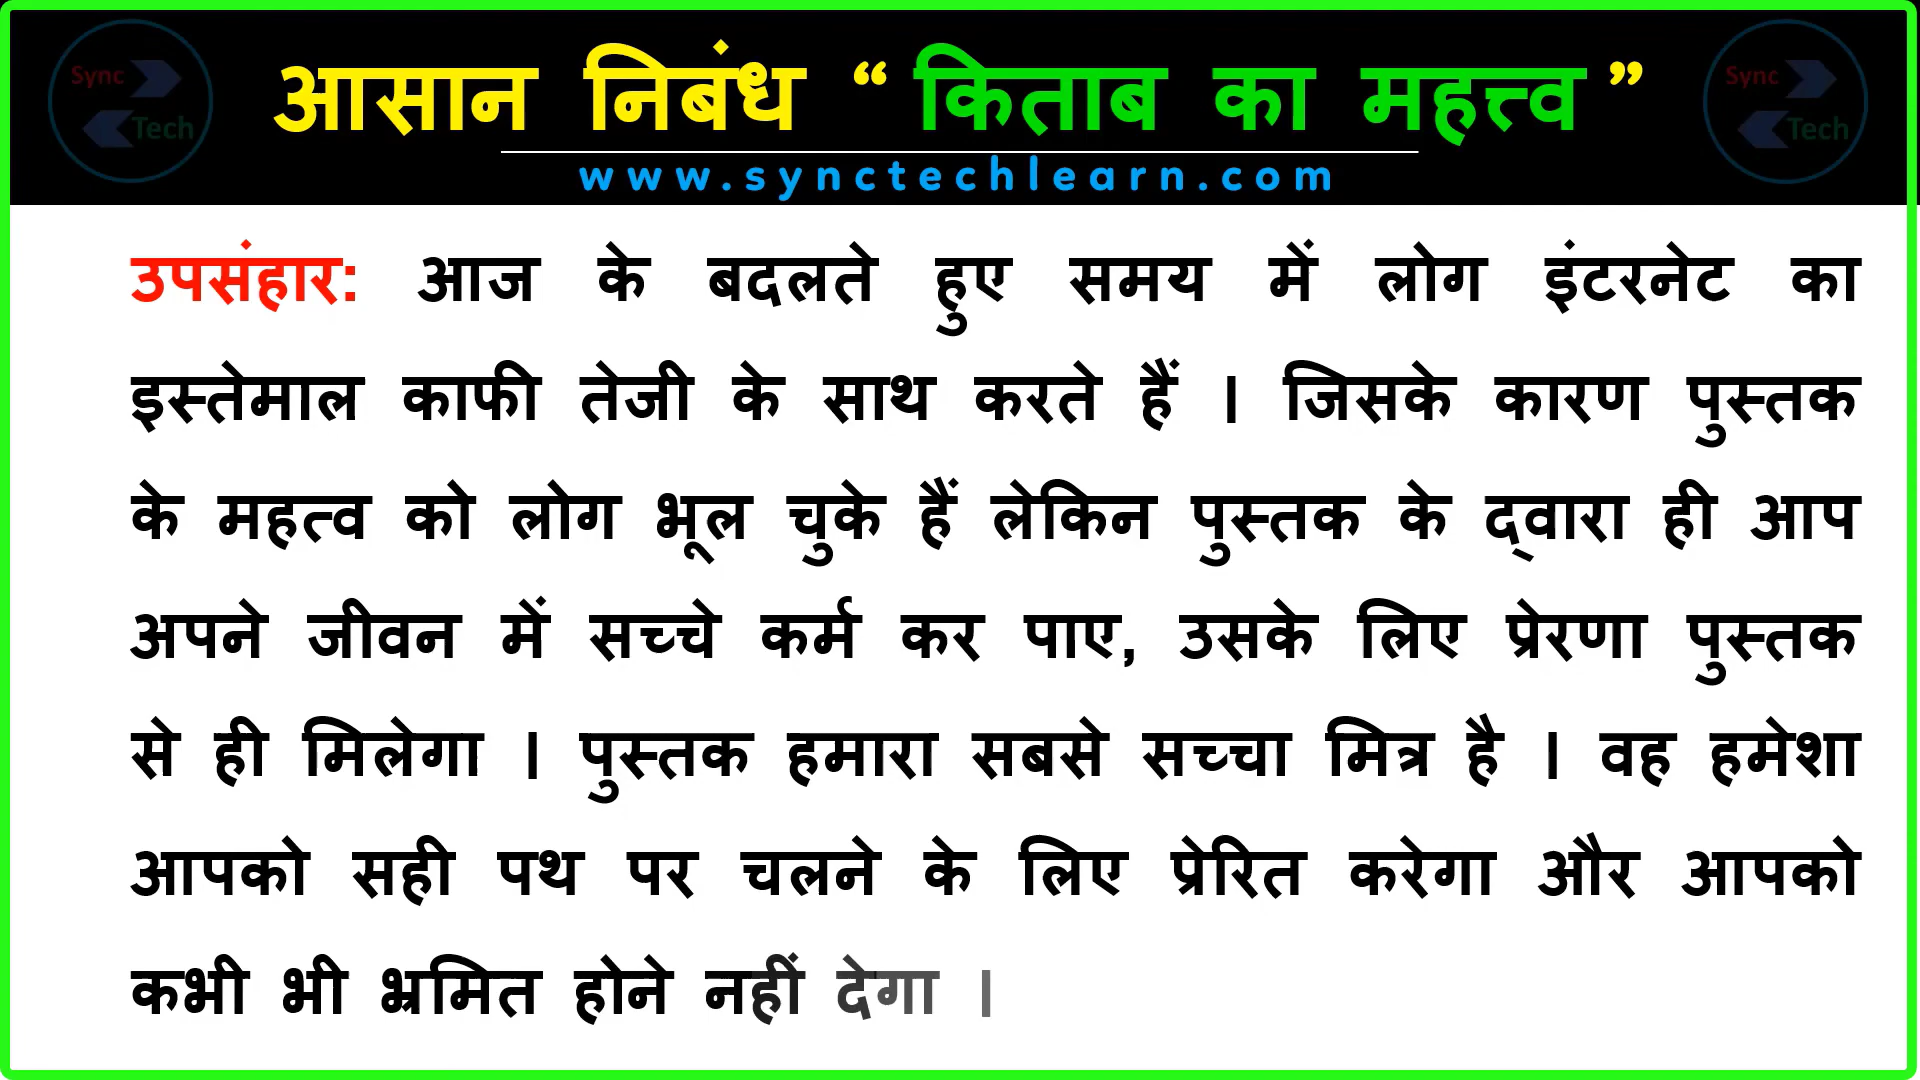 Sync
Tech
आसान निबंध “ किताब का महत्त्व ”
Sync
Tech
www.synctechlearn.com
उपसंहार: आज के बदलते हुए समय में लोग इंटरनेट का
इस्तेमाल काफी तेजी के साथ करते हैं । जिसके कारण पुस्तक
के महत्व को लोग भूल चुके हैं लेकिन पुस्तक के द्वारा ही आप
अपने जीवन में सच्चे कर्म कर पाए, उसके लिए प्रेरणा पुस्तक
से ही मिलेगा । पुस्तक हमारा सबसे सच्चा मित्र है । वह हमेशा
आपको सही पथ पर चलने के लिए प्रेरित करेगा और आपको
कभी भी भ्रमित होने नहीं देगा ।